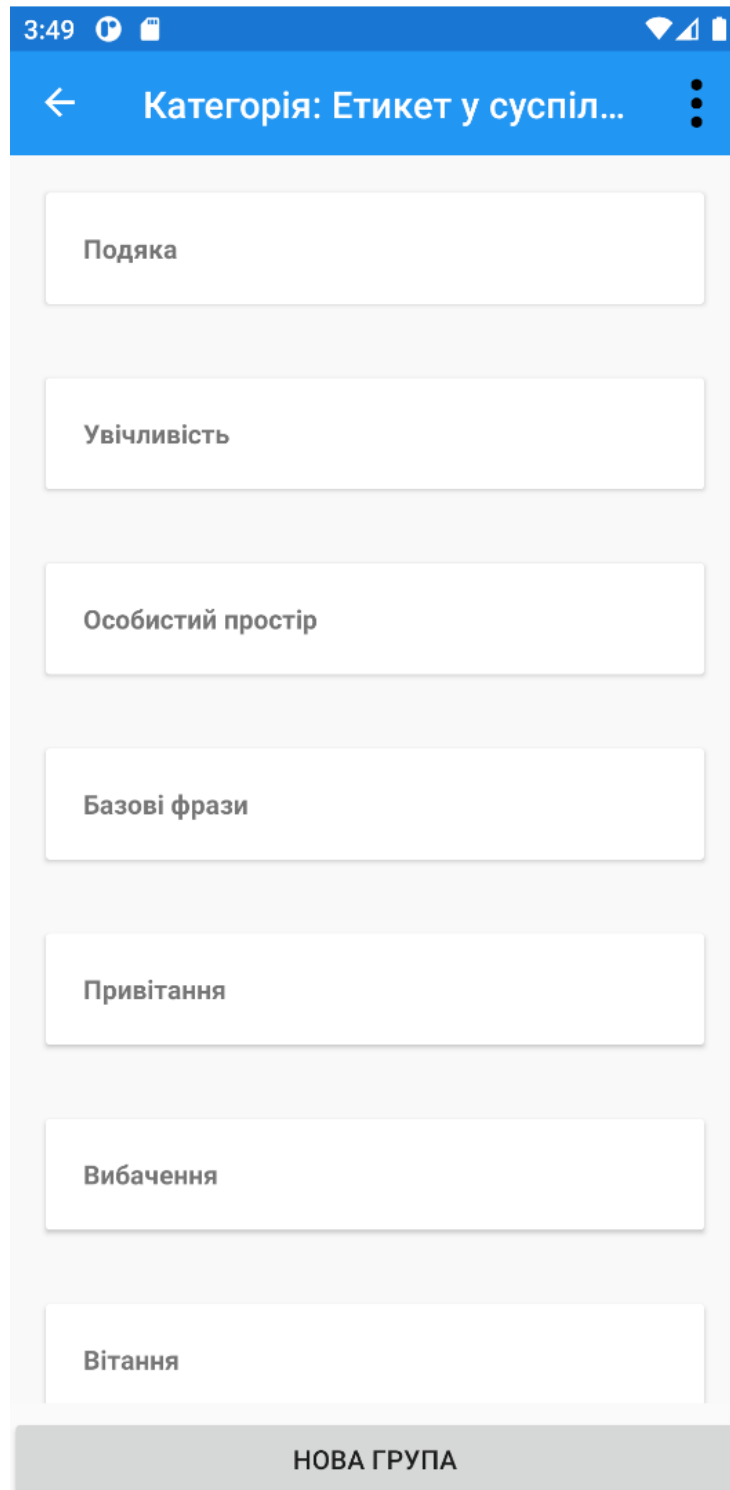 3:49
Категорія: Етикет у суспіл...
Подяка
Увічливість
Особистий простір
Базові фрази
Привітання
Вибачення
Вітання
НОВА ГРУПА